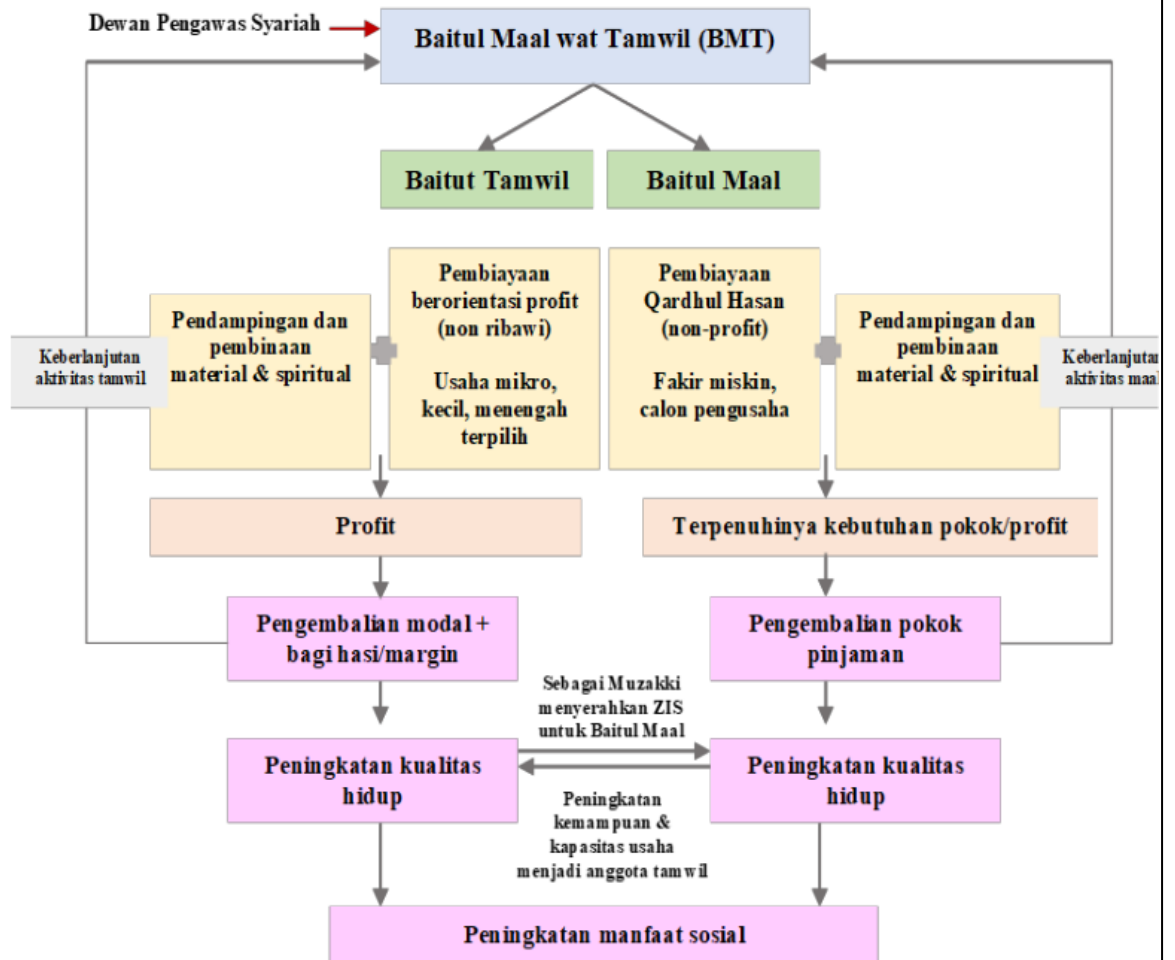 Dewan Pengawas Syariah
Baitul Maal wat Tamwil (BMT)
Baitut Tamwil
Baitul Maal
Keberlanjutan
aktivitas tamwil
Pendampingan dan
pembinaan
material & spiritual
Pembiayaan
berorientasi profit
(non ribawi)
Usaha mikro,
kecil, menengah
terpilih
Pembiayaan
Qardhul Hasan
(non-profit)
Fakir miskin,
calon pengusaha
Pendampingan dan
pembinaan
material & spiritual
Keberlanjutan
aktivitas maal
Profit
Terpenuhinya kebutuhan pokok/profit
Pengembalian modal +
bagi hasi/margin
Pengembalian pokok
pinjaman
Sebagai Muzakki
menyerahkan ZIS
untuk Baitul Maal
Peningkatan kualitas
hidup
Peningkatan kualitas
hidup
Peningkatan
kemampuan &
kapasitas usaha
menjadi anggota tamwil
Peningkatan manfaat sosial